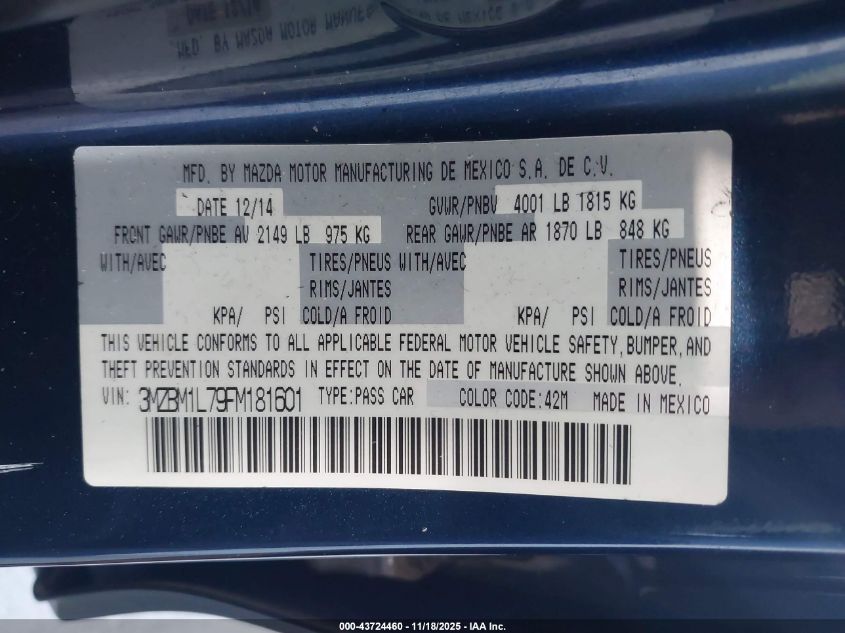 MFD. BY MAZDA MOTOR MANUFACTURING DE MEXICO S.A. DE C.V.
DATE 12/14 GVWR/PNBV 4001 LB 1815 KG
FRONT GAWR/PNBE AV 2149 LB 975 KG REAR GAWR/PNBE AR 1870 LB 848 KG
WITH/AVEC TIRES/PNEUS WITH/AVEC TIRES/PNEUS
RIMS/JANTES RIMS/JANTES
KPA/ PSI COLD/A FROID KPA/ PSI COLD/A FROID
THIS VEHICLE CONFORMS TO ALL APPLICABLE FEDERAL MOTOR VEHICLE SAFETY, BUMPER, AND
THEFT PREVENTION STANDARDS IN EFFECT ON THE DATE OF MANUFACTURE SHOWN ABOVE.
VIN: 3MZBM1L79FM181601 TYPE:PASS CAR COLOR CODE:42M MADE IN MEXICO
000-43724460 - 11/18/2025 - IAA Inc.